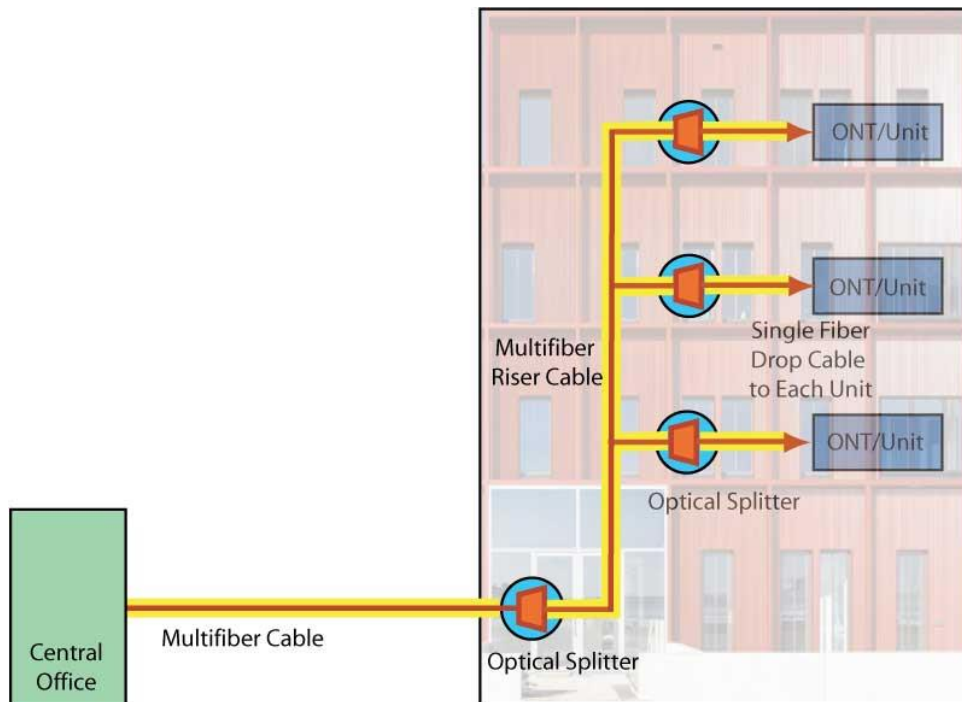 ONT/Unit
ONT/Unit
Multifiber
Riser Cable
Single Fiber
Drop Cable
to Each Unit
ONT/Unit
Optical Splitter
Multifiber Cable
Optical Splitter
Central
Office